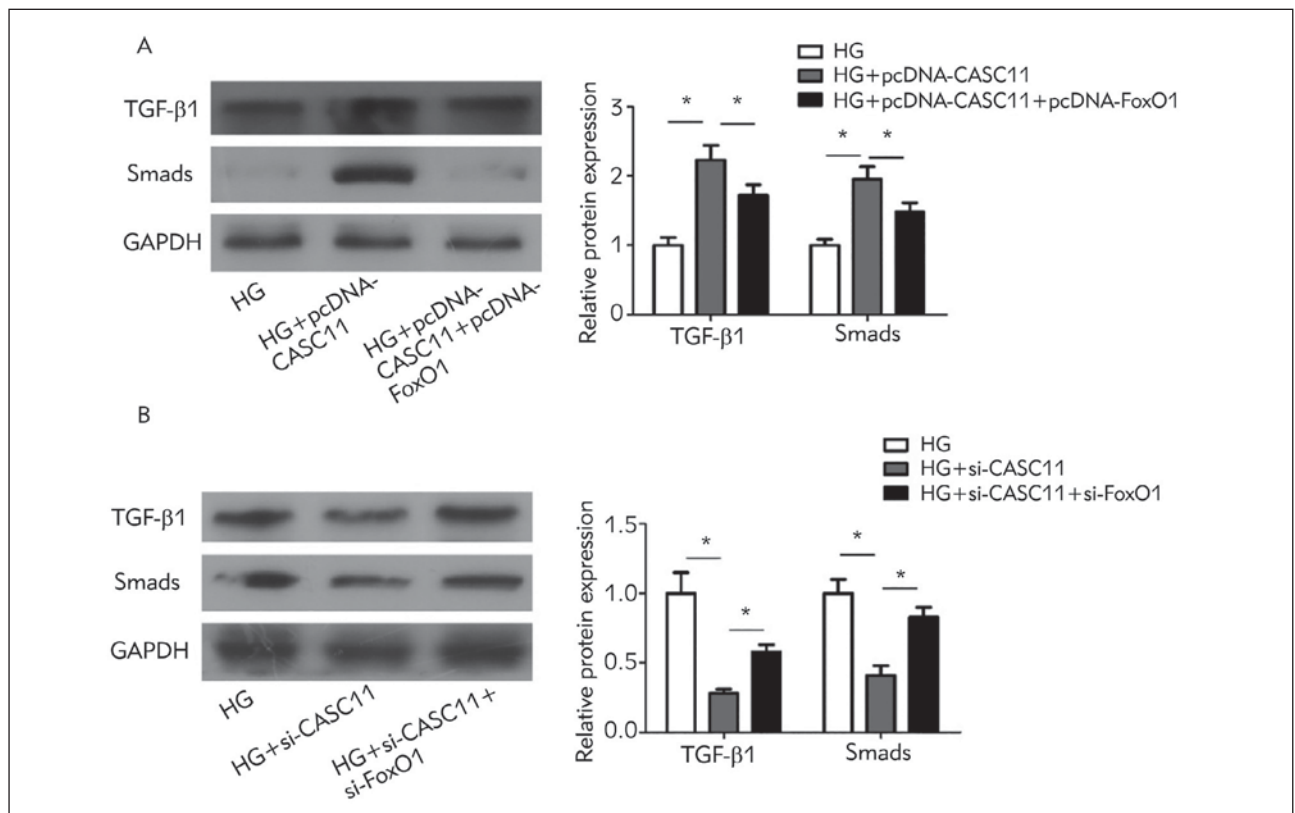 A
TGF-β1
Smads
GAPDH
HG
HG+pcDNA-
CASC11
HG+pcDNA-
CASC11+pcDNA-
FoxO1
HG
HG+pcDNA-CASC11
HG+pcDNA-CASC11+pcDNA-FoxO1
Relative protein expression
3
2
1
0
*
*
*
*
TGF-β1
Smads
B
TGF-β1
Smads
GAPDH
HG
HG+si-CASC11
HG+si-CASC11+
si-FoxO1
HG
HG+si-CASC11
HG+si-CASC11+si-FoxO1
Relative protein expression
1.5
1.0
0.5
0.0
*
*
*
*
TGF-β1
Smads